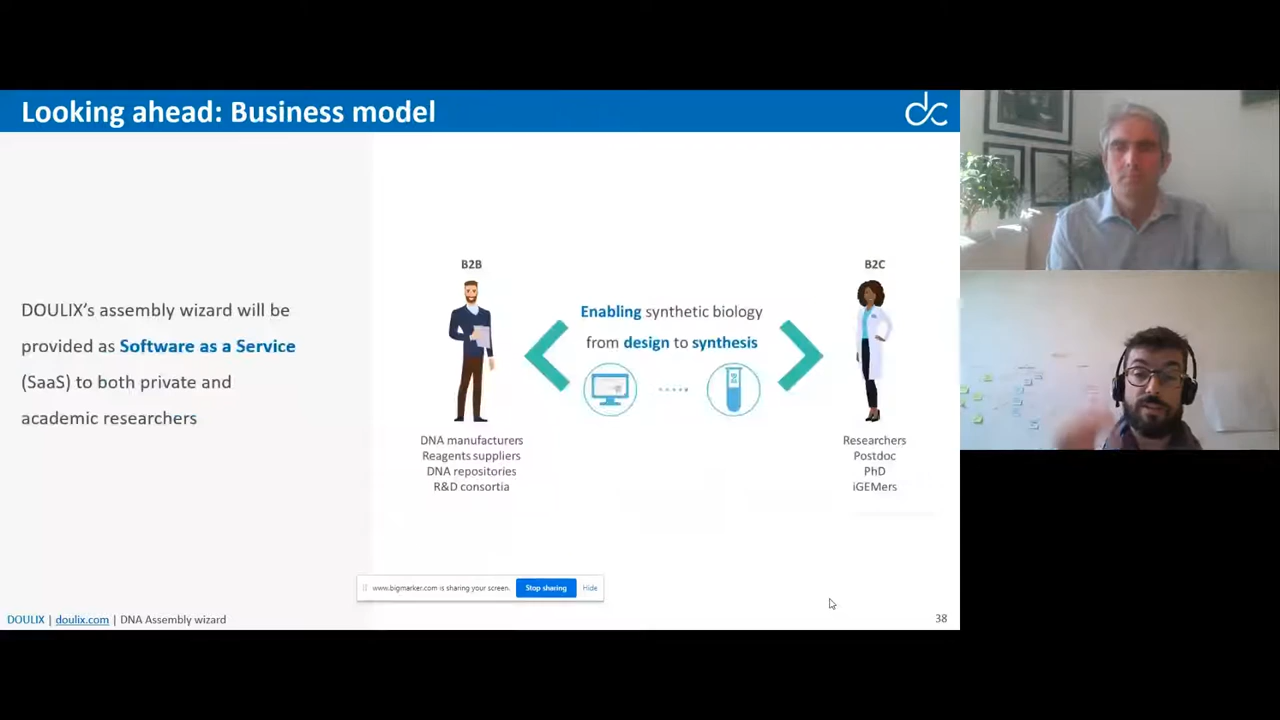 Looking ahead: Business model
dc
DOULIX's assembly wizard will be
provided as Software as a Service
(SaaS) to both private and
academic researchers
B2B
DNA manufacturers
Reagents suppliers
DNA repositories
R&D consortia
Enabling synthetic biology
from design to synthesis
B2C
Researchers
Postdoc
PhD
iGEMers
www.bigmarker.com is sharing your screen.
Stop sharing
Hide
DOULIX | doulix.com | DNA Assembly wizard
38